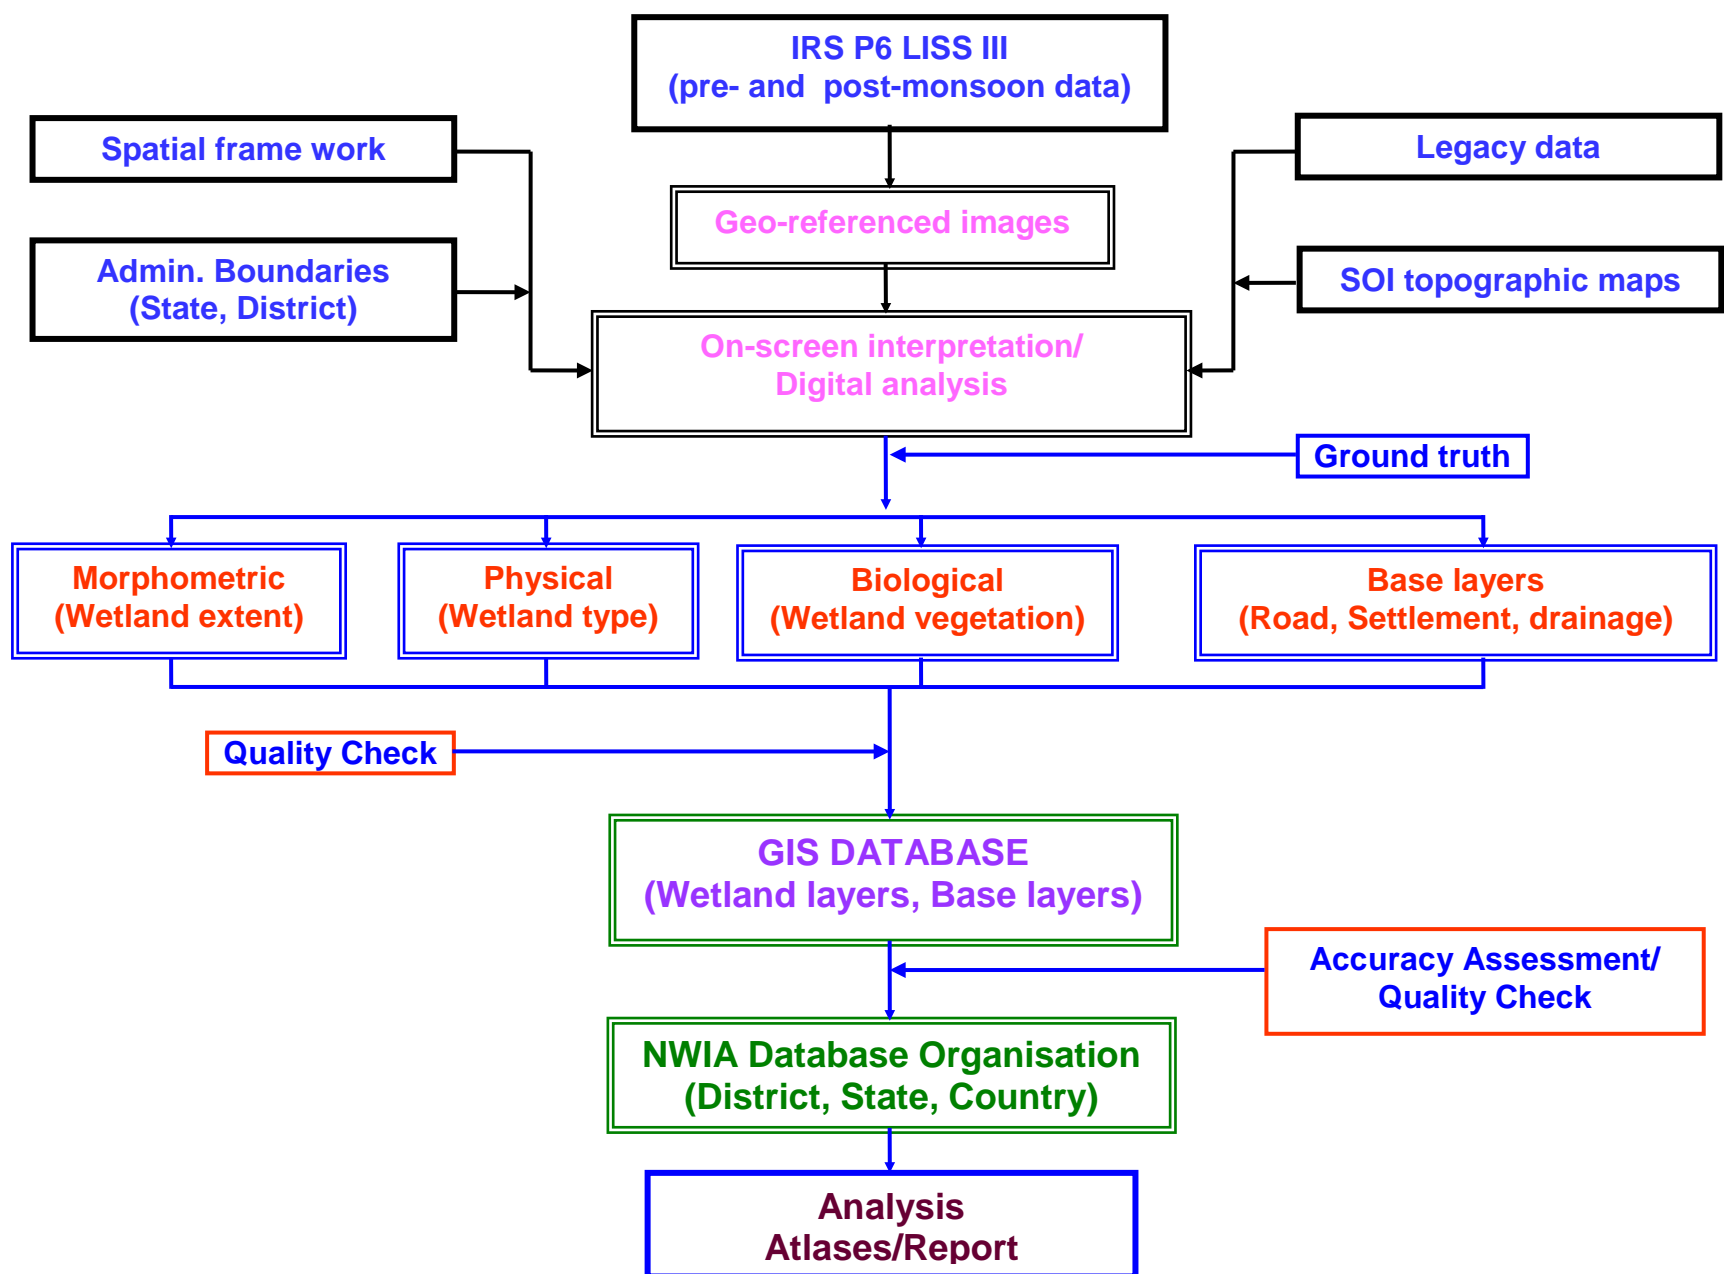 IRS P6 LISS III
(pre- and  post-monsoon data)
Spatial frame work
Legacy data
Geo-referenced images
Admin. Boundaries
(State, District)
SOI topographic maps
On-screen interpretation/
Digital analysis
Ground truth
Morphometric
(Wetland extent)
Physical
(Wetland type)
Biological
(Wetland vegetation)
Base layers
(Road, Settlement, drainage)
Quality Check
GIS DATABASE
(Wetland layers, Base layers)
Accuracy Assessment/
Quality Check
NWIA Database Organisation
(District, State, Country)
Analysis
Atlases/Report